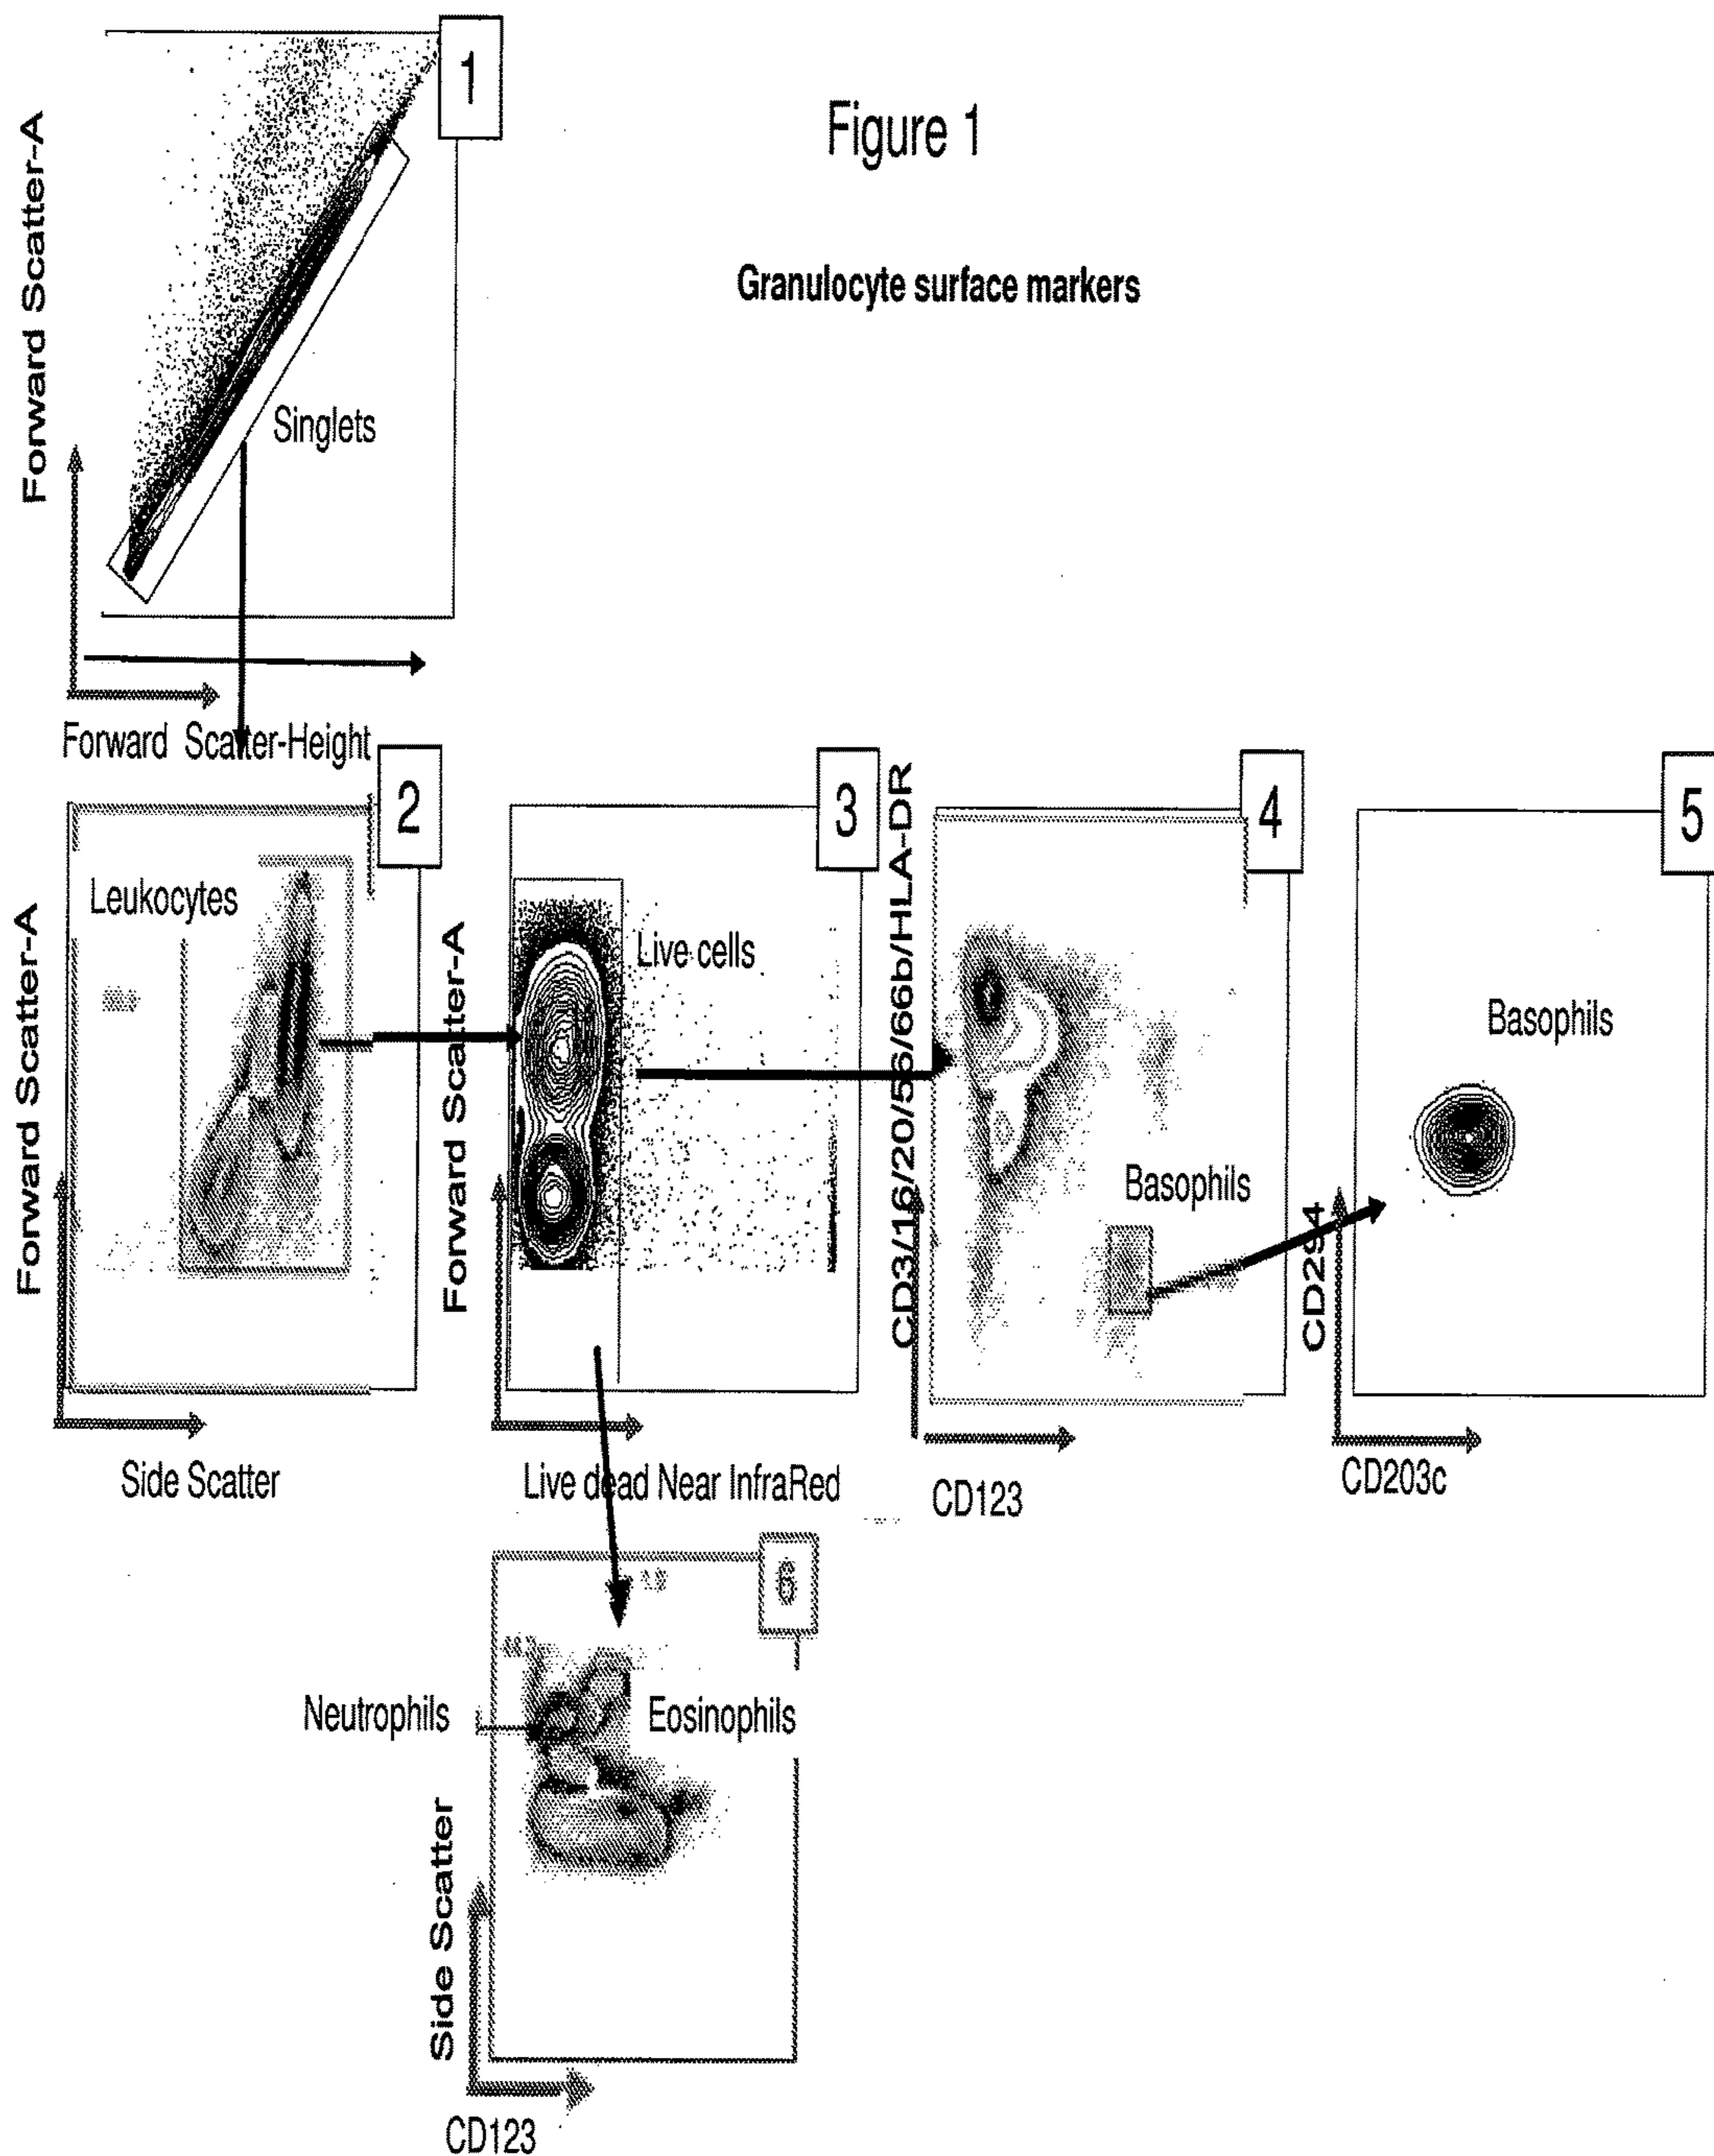 Figure 1
Granulocyte surface markers
1
Forward Scatter-A
Singlets
Forward Scatter-Height
2
Leukocytes
Forward Scatter-A
Side Scatter
3
Live cells
Forward Scatter-A
Live dead Near InfraRed
4
CD3/16/20/56/66b/HLA-DR
Basophils
CD123
5
Basophils
CD294
CD203c
6
Neutrophils
Eosinophils
Side Scatter
CD123